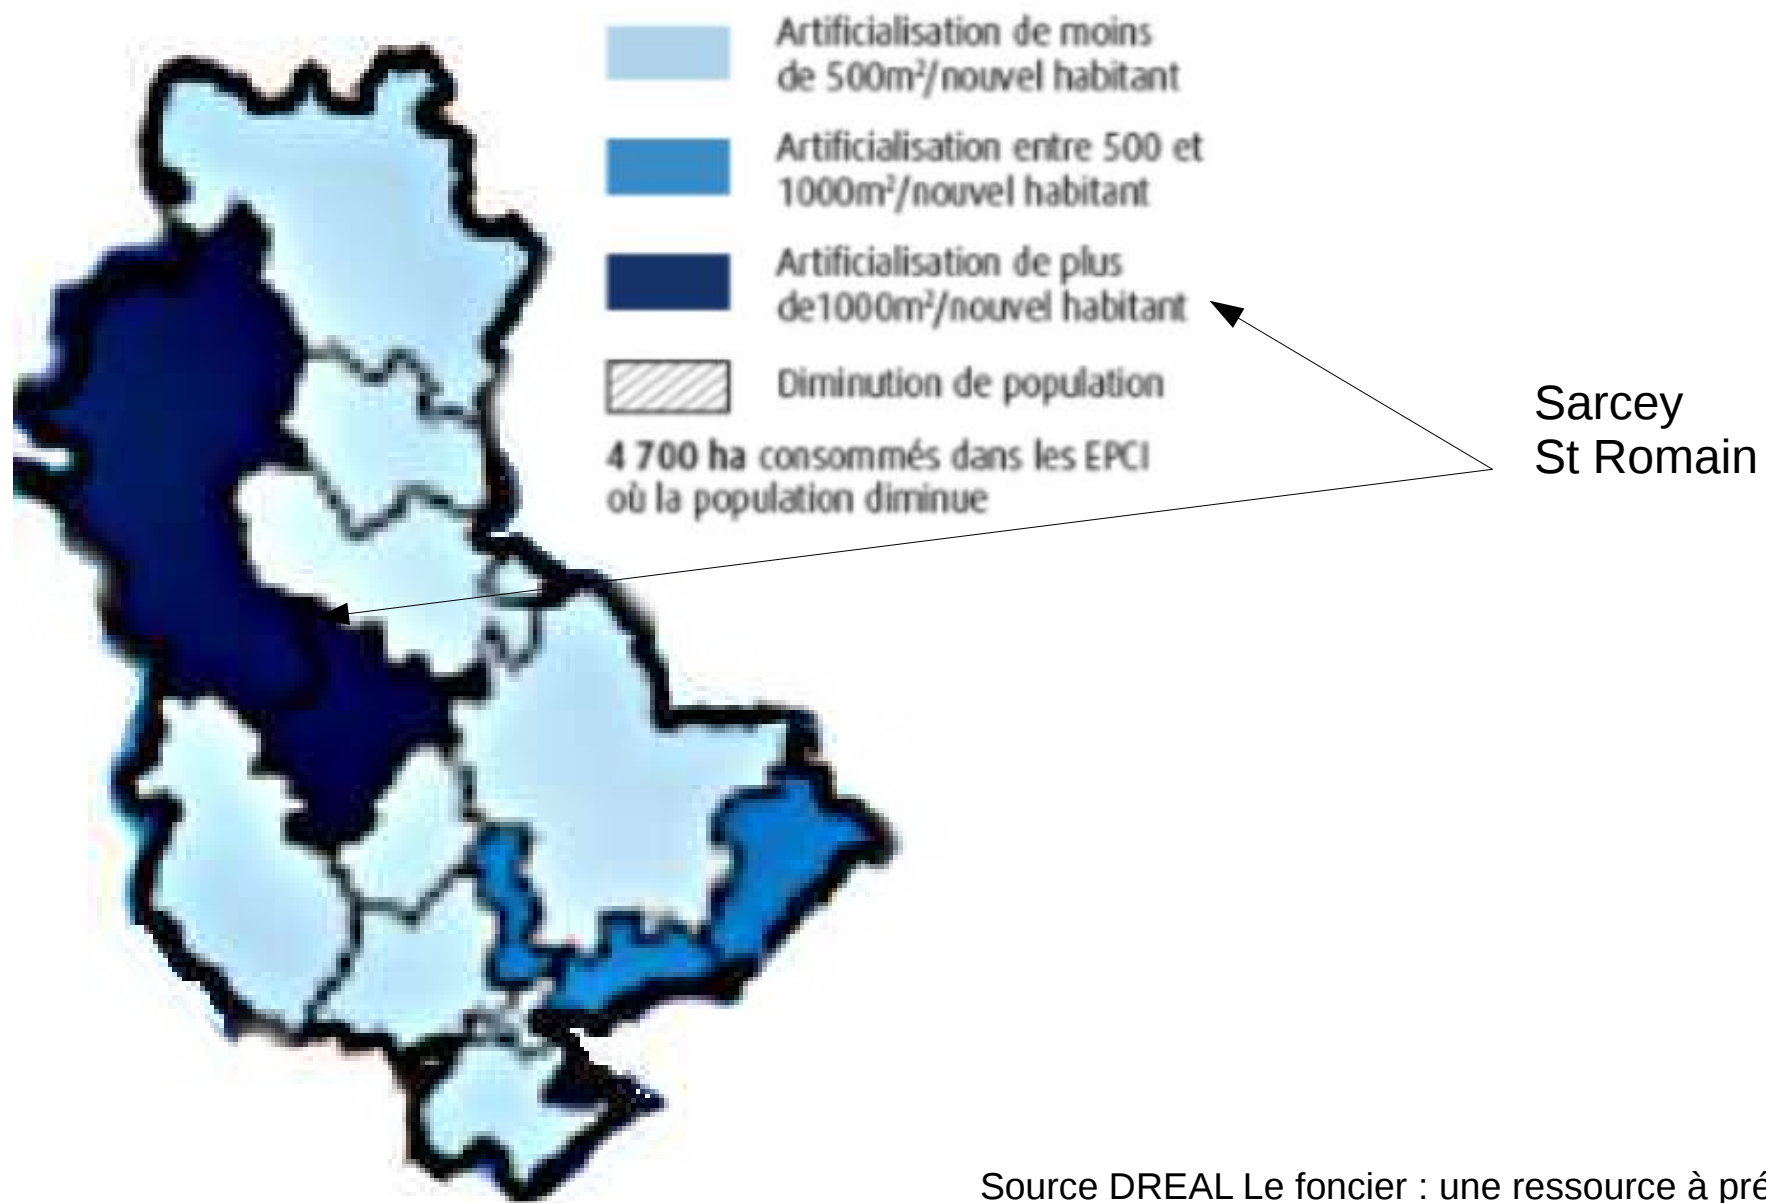 Artificialisation de moins
de 500m²/nouvel habitant
Artificialisation entre 500 et
1000m²/nouvel habitant
Artificialisation de plus
de1000m²/nouvel habitant
Diminution de population
4 700 ha consommés dans les EPCI
où la population diminue
Sarcey
St Romain
Source DREAL Le foncier : une ressource à pré